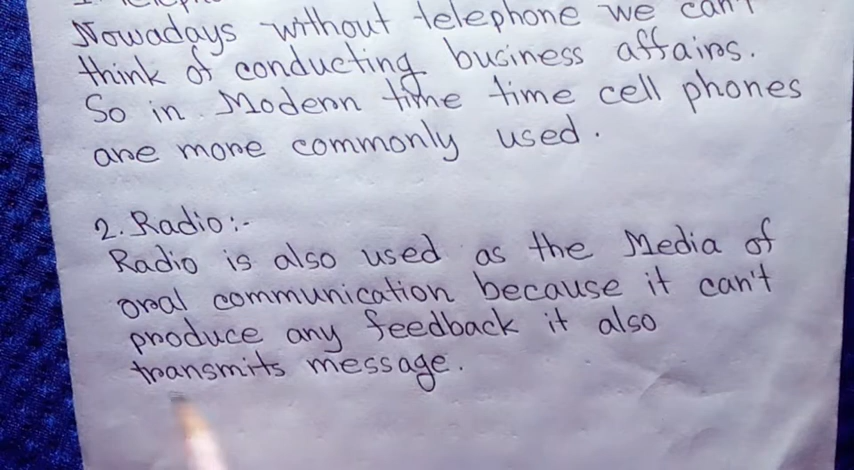 Nowadays without telephone we can't
think of conducting business affairs.
So in Modern time time cell phones
are more commonly used.
2. Radio:-
Radio is also used as the Media of
oral communication because it can't
produce any feedback it also
transmits message.